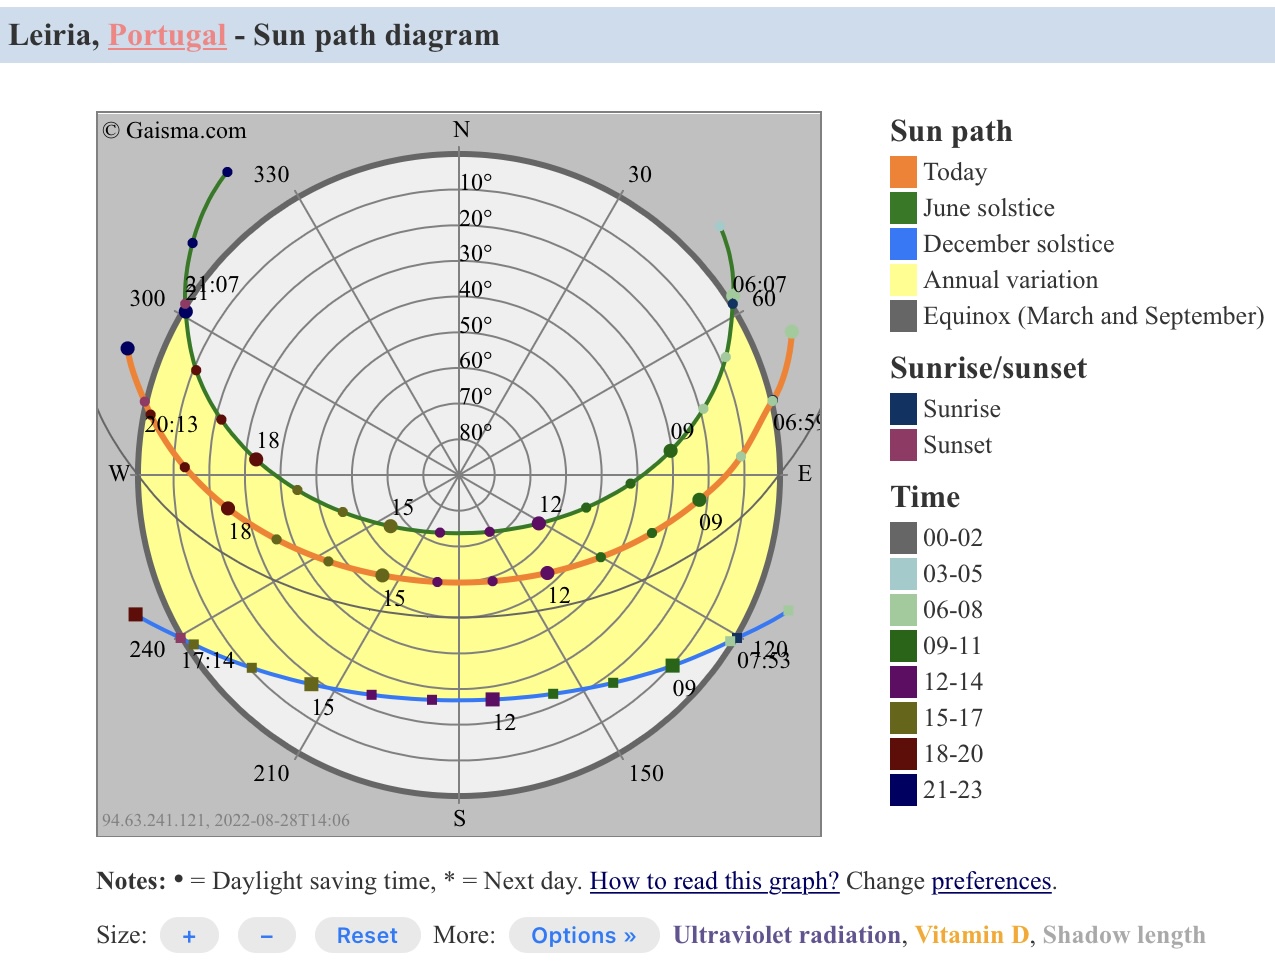 Leiria, Portugal - Sun path diagram
© Gaisma.com
N
330
30
10°
20°
30°
40°
50°
60°
70°
80°
21:07
21
06:07
300
60
20:13
06:59
W
E
18
09
15
12
18
09
15
12
240
17:14
120
07:53
15
12
09
210
150
S
94.63.241.121, 2022-08-28T14:06
Sun path
Today
June solstice
December solstice
Annual variation
Equinox (March and September)
Sunrise/sunset
Sunrise
Sunset
Time
00-02
03-05
06-08
09-11
12-14
15-17
18-20
21-23
Notes: • = Daylight saving time, * = Next day. How to read this graph? Change preferences.
Size: + – Reset More: Options » Ultraviolet radiation, Vitamin D, Shadow length